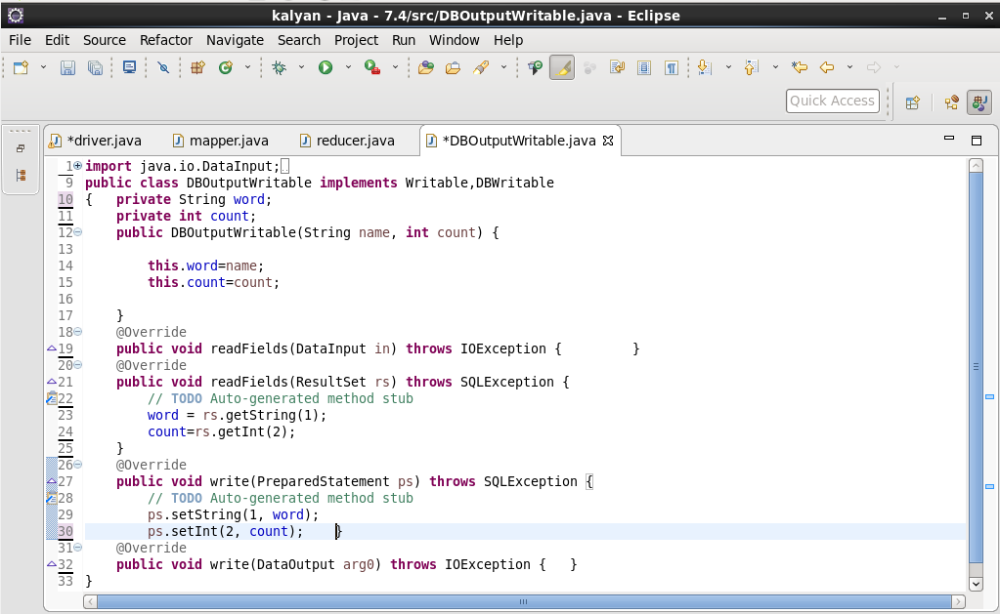 kalyan - Java - 7.4/src/DBOutputWritable.java - Eclipse
File Edit Source Refactor Navigate Search Project Run Window Help
Quick Access
*driver.java mapper.java reducer.java *DBOutputWritable.java
1 import java.io.DataInput;
9 public class DBOutputWritable implements Writable,DBWritable
10 { private String word;
11 private int count;
12 public DBOutputWritable(String name, int count) {
13
14 this.word=name;
15 this.count=count;
16
17 }
18 @Override
19 public void readFields(DataInput in) throws IOException { }
20 @Override
21 public void readFields(ResultSet rs) throws SQLException {
22 // TODO Auto-generated method stub
23 word = rs.getString(1);
24 count=rs.getInt(2);
25 }
26 @Override
27 public void write(PreparedStatement ps) throws SQLException {
28 // TODO Auto-generated method stub
29 ps.setString(1, word);
30 ps.setInt(2, count); }
31 @Override
32 public void write(DataOutput arg0) throws IOException { }
33 }